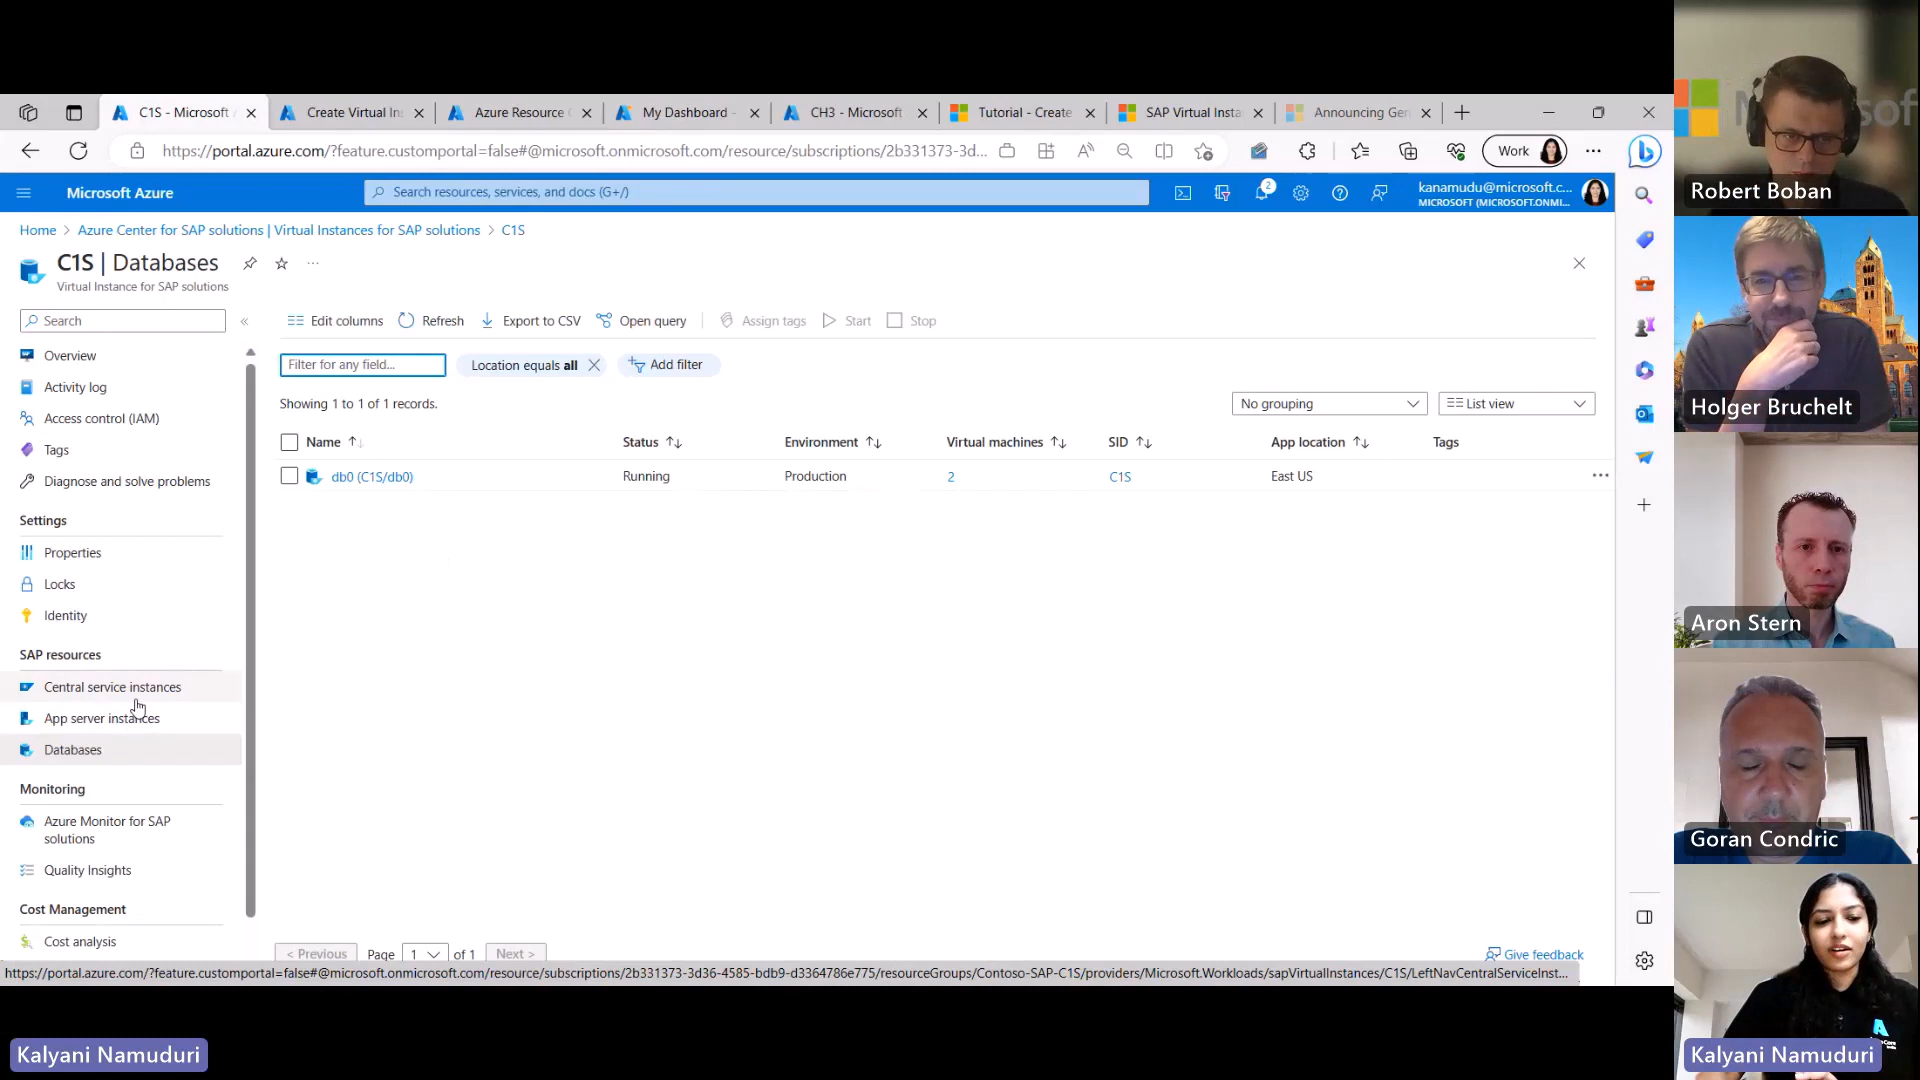 C1S - Microsoft
Create Virtual In
Azure Resource
My Dashboard -
CH3 - Microsoft
Tutorial - Create
SAP Virtual Insta
Announcing Gen
https://portal.azure.com/?feature.customportal=false#@microsoft.onmicrosoft.com/resource/subscriptions/2b331373-3d...
Work
Microsoft Azure
Search resources, services, and docs (G+/)
2
kanamudu@microsoft.c...
MICROSOFT (MICROSOFT.ONMI...
Home > Azure Center for SAP solutions | Virtual Instances for SAP solutions > C1S
C1S | Databases
Virtual Instance for SAP solutions
Search
Overview
Activity log
Access control (IAM)
Tags
Diagnose and solve problems
Settings
Properties
Locks
Identity
SAP resources
Central service instances
App server instances
Databases
Monitoring
Azure Monitor for SAP
solutions
Quality Insights
Cost Management
Cost analysis
Edit columns
Refresh
Export to CSV
Open query
Assign tags
Start
Stop
Filter for any field...
Location equals all
Add filter
Showing 1 to 1 of 1 records.
No grouping
List view
Name Status Environment Virtual machines SID App location Tags
db0 (C1S/db0) Running Production 2 C1S East US
< Previous Page 1 of 1 Next >
Give feedback
https://portal.azure.com/?feature.customportal=false#@microsoft.onmicrosoft.com/resource/subscriptions/2b331373-3d36-4585-bdb9-d3364786e775/resourceGroups/Contoso-SAP-C1S/providers/Microsoft.Workloads/sapVirtualInstances/C1S/LeftNavCentralServiceInst...
Kalyani Namuduri
Robert Boban
Holger Bruchelt
Aron Stern
Goran Condric
Kalyani Namuduri